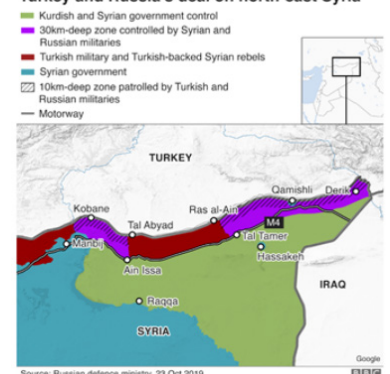 Turkey and Russia's deal on north-east Syria
Kurdish and Syrian government control
30km-deep zone controlled by Syrian and
Russian militaries
Turkish military and Turkish-backed Syrian rebels
Syrian government
10km-deep zone patrolled by Turkish and
Russian militaries
Motorway
TURKEY
Qamishli
Derik
Kobane
Ras al-Ain
Tal Abyad
M4
Manbij
Tal Tamer
Hassakeh
Ain Issa
IRAQ
Raqqa
SYRIA
Google
Source: Russian defence ministry, 23 Oct 2019
BBC